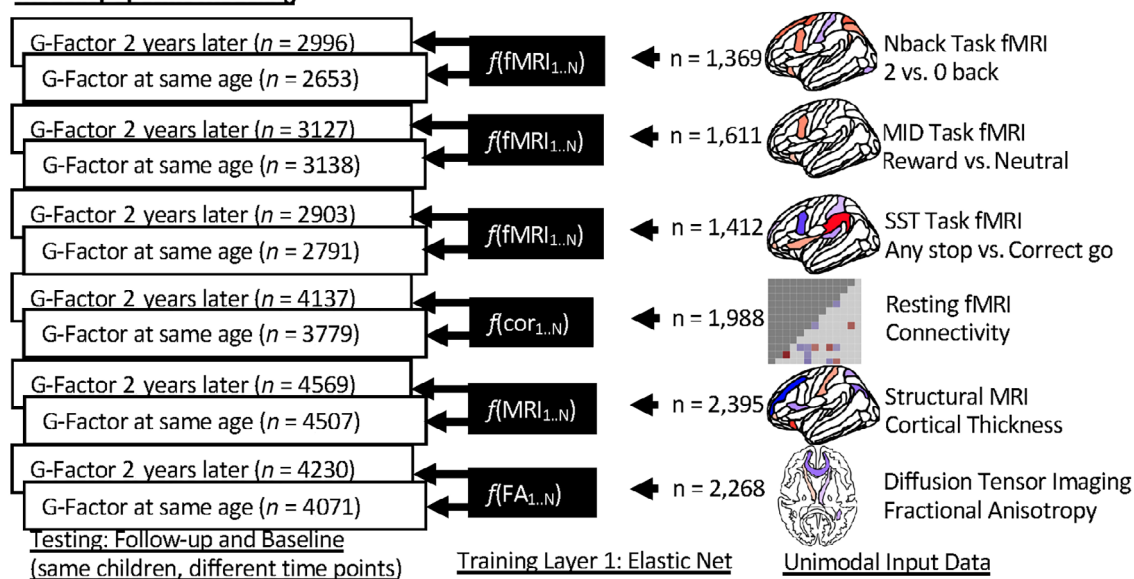 G-Factor 2 years later (n = 2996)
G-Factor at same age (n = 2653)
f(fMRI1..N)
n = 1,369
Nback Task fMRI
2 vs. 0 back
G-Factor 2 years later (n = 3127)
G-Factor at same age (n = 3138)
f(fMRI1..N)
n = 1,611
MID Task fMRI
Reward vs. Neutral
G-Factor 2 years later (n = 2903)
G-Factor at same age (n = 2791)
f(fMRI1..N)
n = 1,412
SST Task fMRI
Any stop vs. Correct go
G-Factor 2 years later (n = 4137)
G-Factor at same age (n = 3779)
f(cor1..N)
n = 1,988
Resting fMRI
Connectivity
G-Factor 2 years later (n = 4569)
G-Factor at same age (n = 4507)
f(MRI1..N)
n = 2,395
Structural MRI
Cortical Thickness
G-Factor 2 years later (n = 4230)
G-Factor at same age (n = 4071)
f(FA1..N)
n = 2,268
Diffusion Tensor Imaging
Fractional Anisotropy
Testing: Follow-up and Baseline
(same children, different time points)
Training Layer 1: Elastic Net
Unimodal Input Data